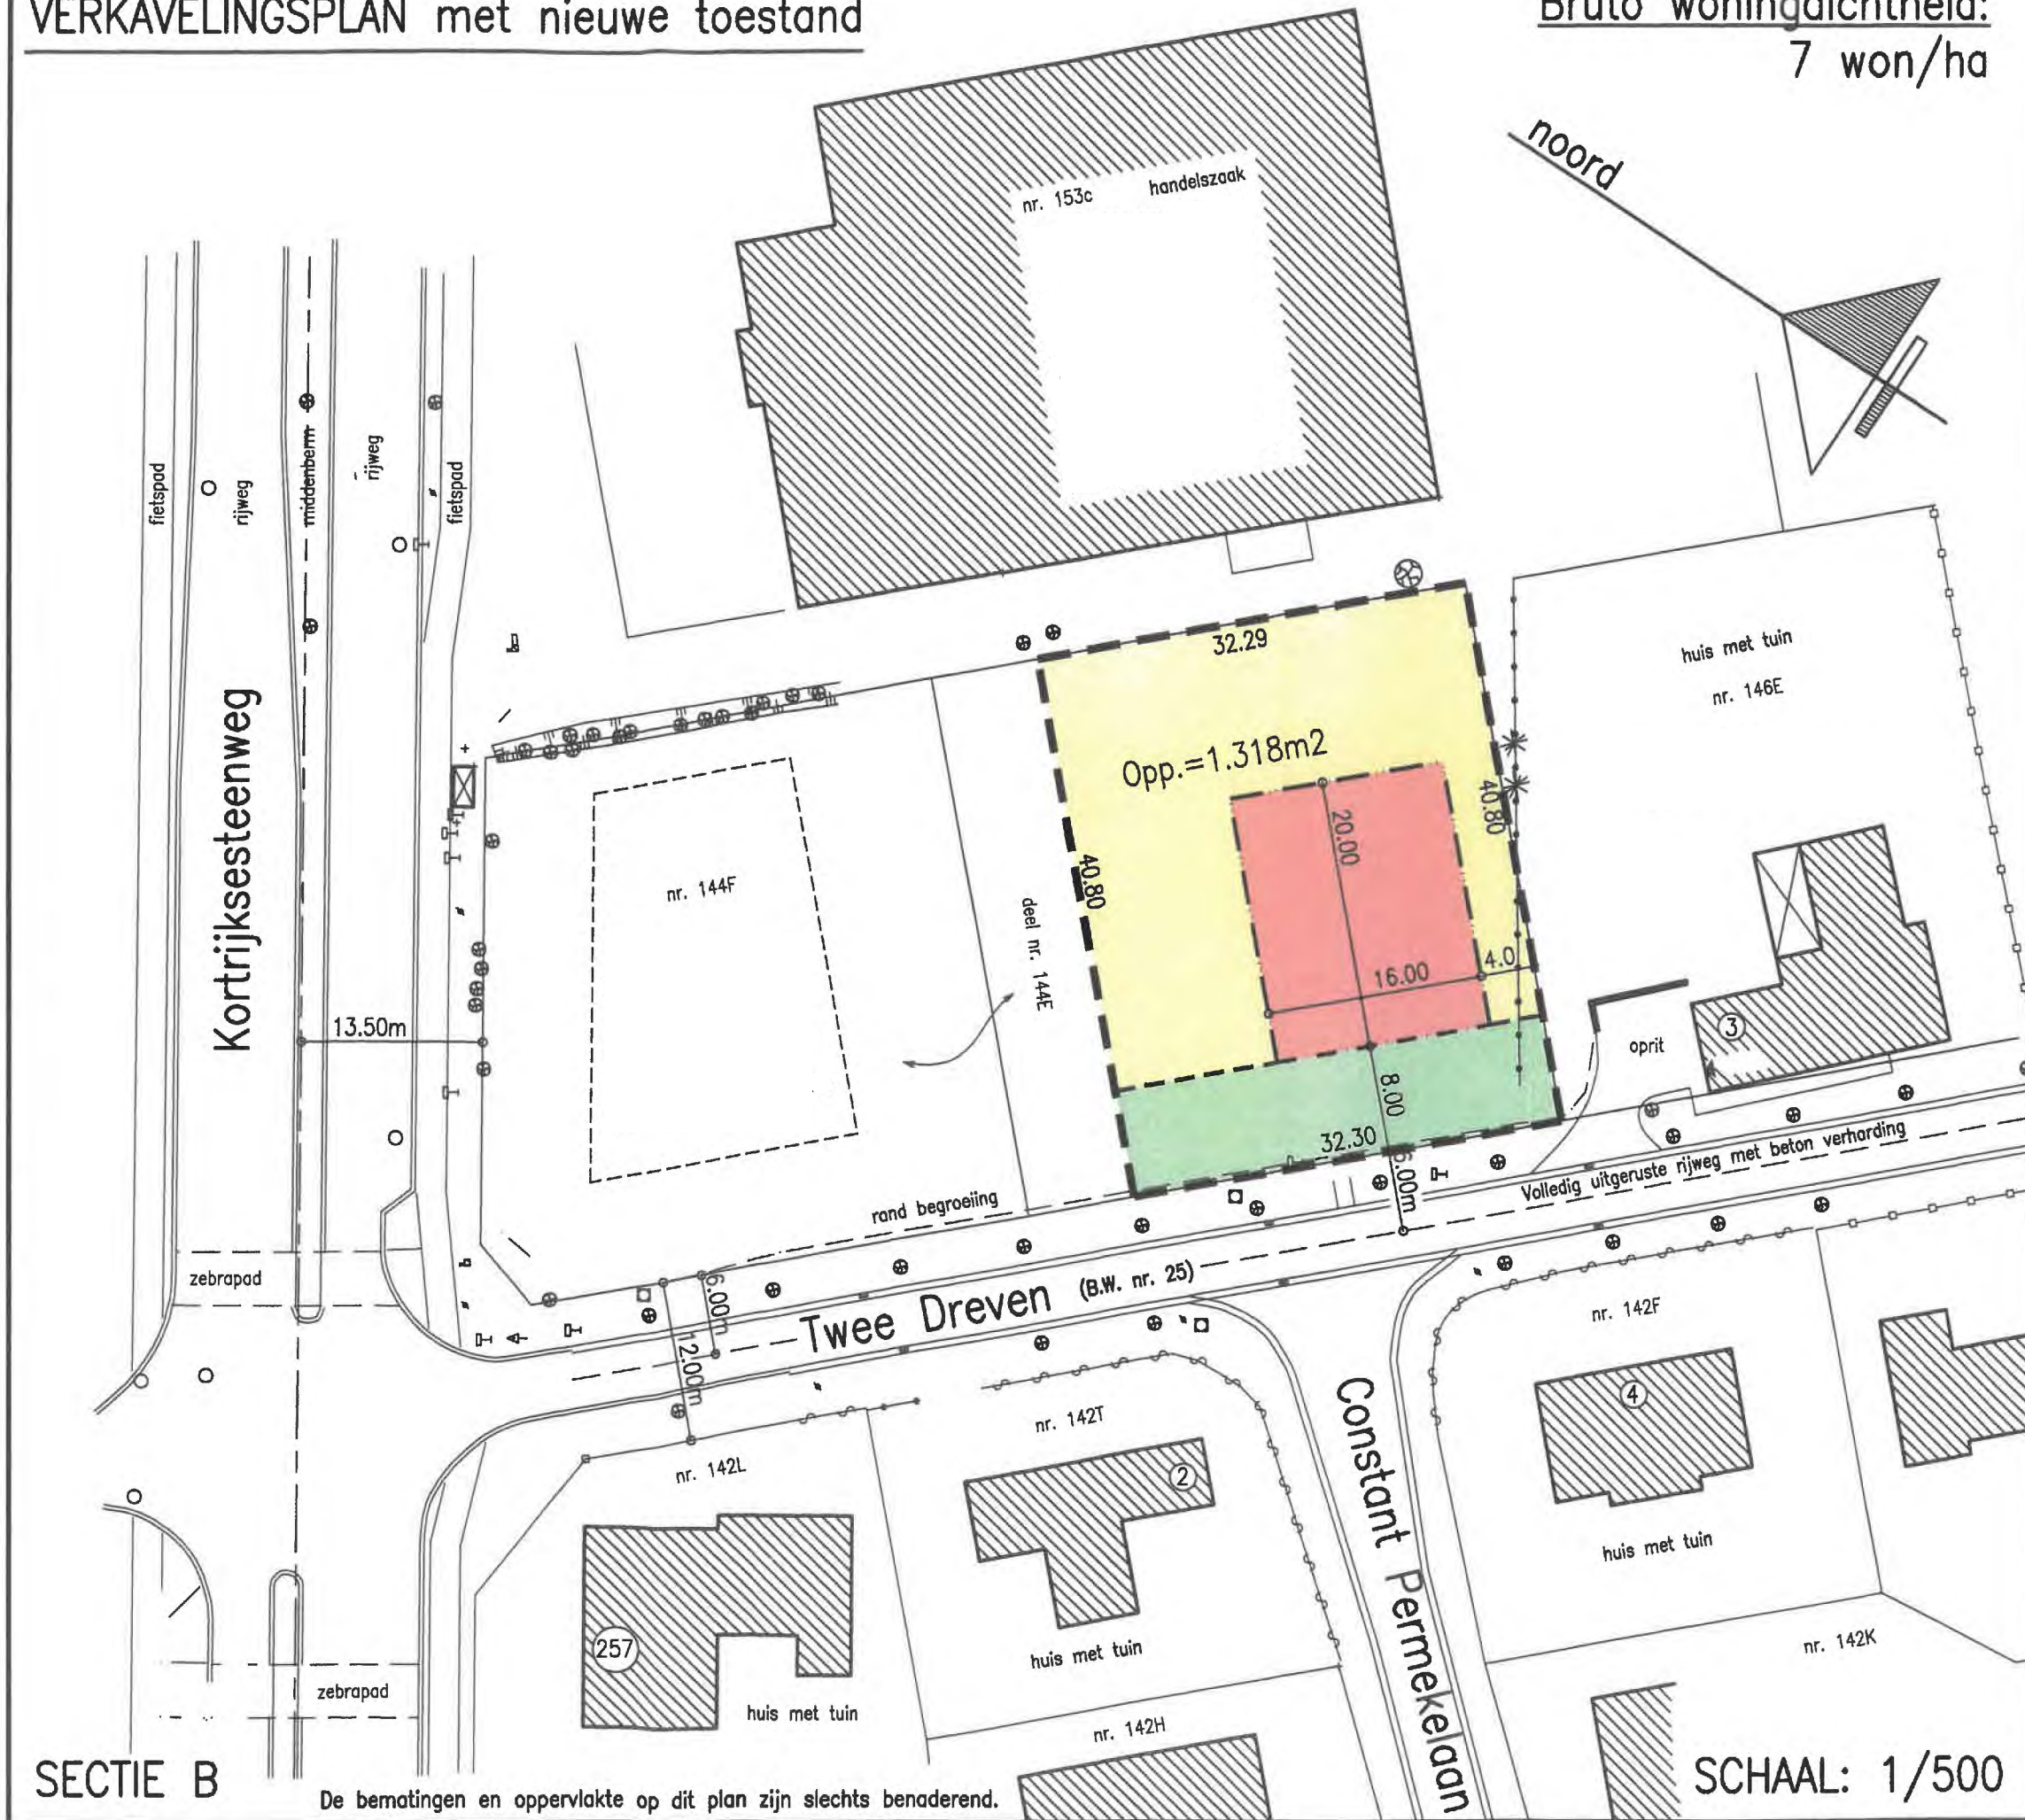 VERKAVELINGSPLAN met nieuwe toestand
Bruto woningdichtheid:
7 won/ha
noord
nr. 153c handelszaak
fietspad
rijweg
middenberm
rijweg
fietspad
Kortrijksesteenweg
13.50m
32.29
Opp.=1.318m2
huis met tuin
nr. 146E
nr. 144F
deel nr. 144E
40.80
20.00
40.80
16.00
4.0
8.00
32.30
6.00m
oprit
3
rand begroeiing
Volledig uitgeruste rijweg met beton verharding
zebrapad
6.00m
12.00m
Twee Dreven (B.W. nr. 25)
nr. 142F
4
huis met tuin
nr. 142T
2
huis met tuin
nr. 142L
257
huis met tuin
Constant Permekelaan
nr. 142K
nr. 142H
zebrapad
SECTIE B
De bematingen en oppervlakte op dit plan zijn slechts benaderend.
SCHAAL: 1/500